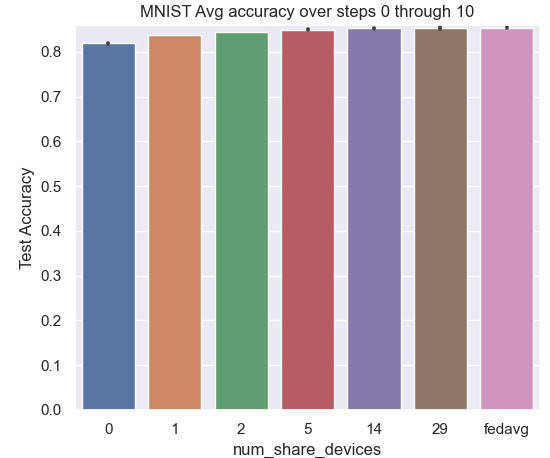 MNIST Avg accuracy over steps 0 through 10
0.8
0.7
0.6
0.5
0.4
0.3
0.2
0.1
0.0
Test Accuracy
0 1 2 5 14 29 fedavg
num_share_devices